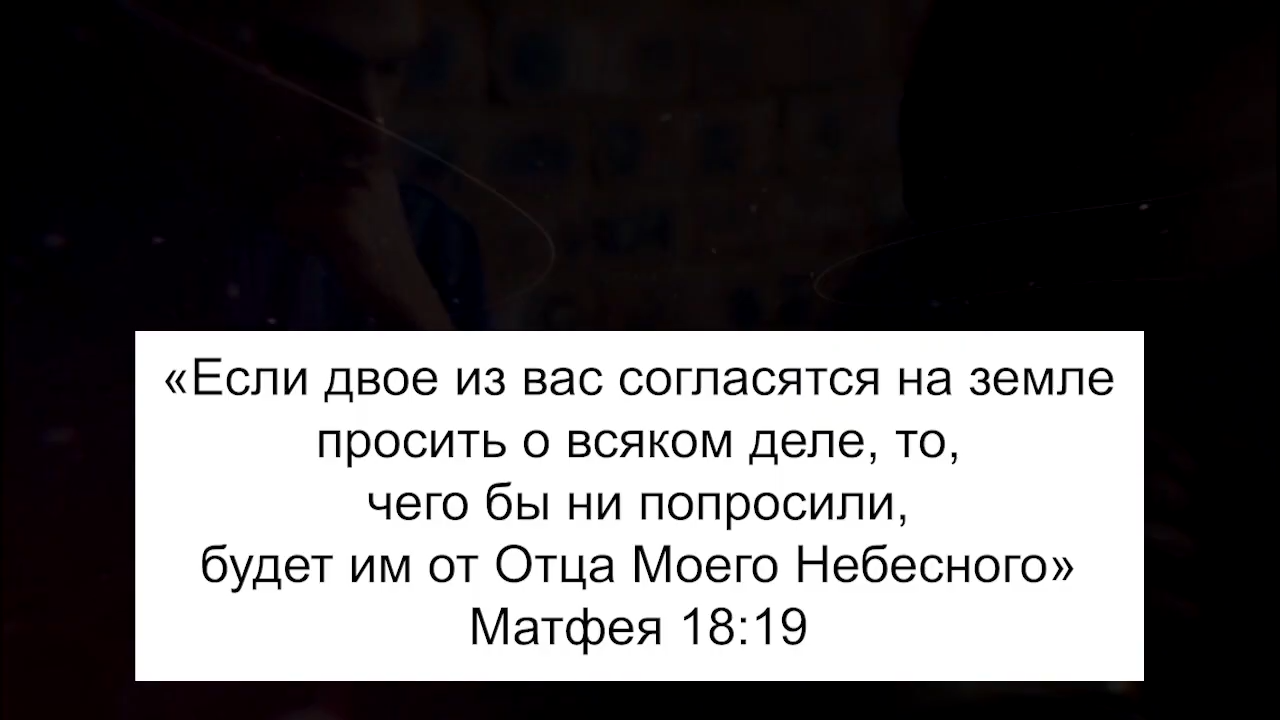 «Если двое из вас согласятся на земле
просить о всяком деле, то,
чего бы ни попросили,
будет им от Отца Моего Небесного»
Матфея 18:19